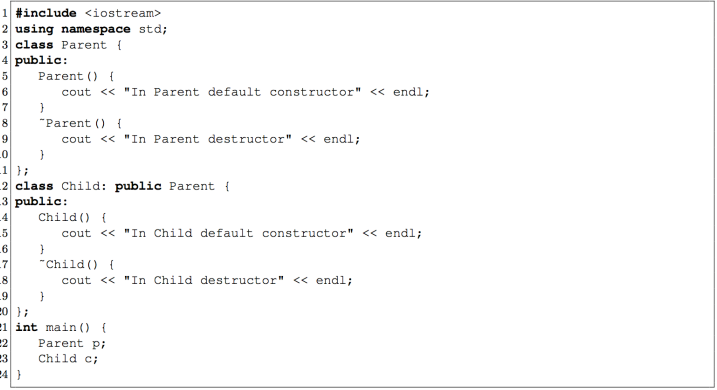 1 #include <iostream>
2 using namespace std;
3 class Parent {
4 public:
5    Parent() {
6       cout << "In Parent default constructor" << endl;
7    }
8    ~Parent() {
9       cout << "In Parent destructor" << endl;
10    }
11 };
12 class Child: public Parent {
13 public:
14    Child() {
15       cout << "In Child default constructor" << endl;
16    }
17    ~Child() {
18       cout << "In Child destructor" << endl;
19    }
20 };
21 int main() {
22    Parent p;
23    Child c;
24 }